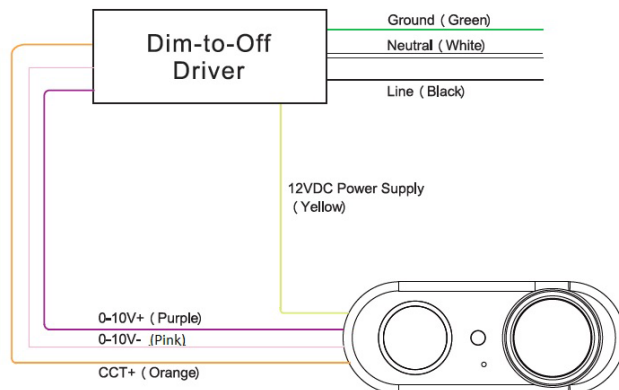 Ground (Green)
Dim-to-Off
Driver
Neutral (White)
Line (Black)
12VDC Power Supply
(Yellow)
0-10V+ (Purple)
0-10V- (Pink)
CCT+ (Orange)